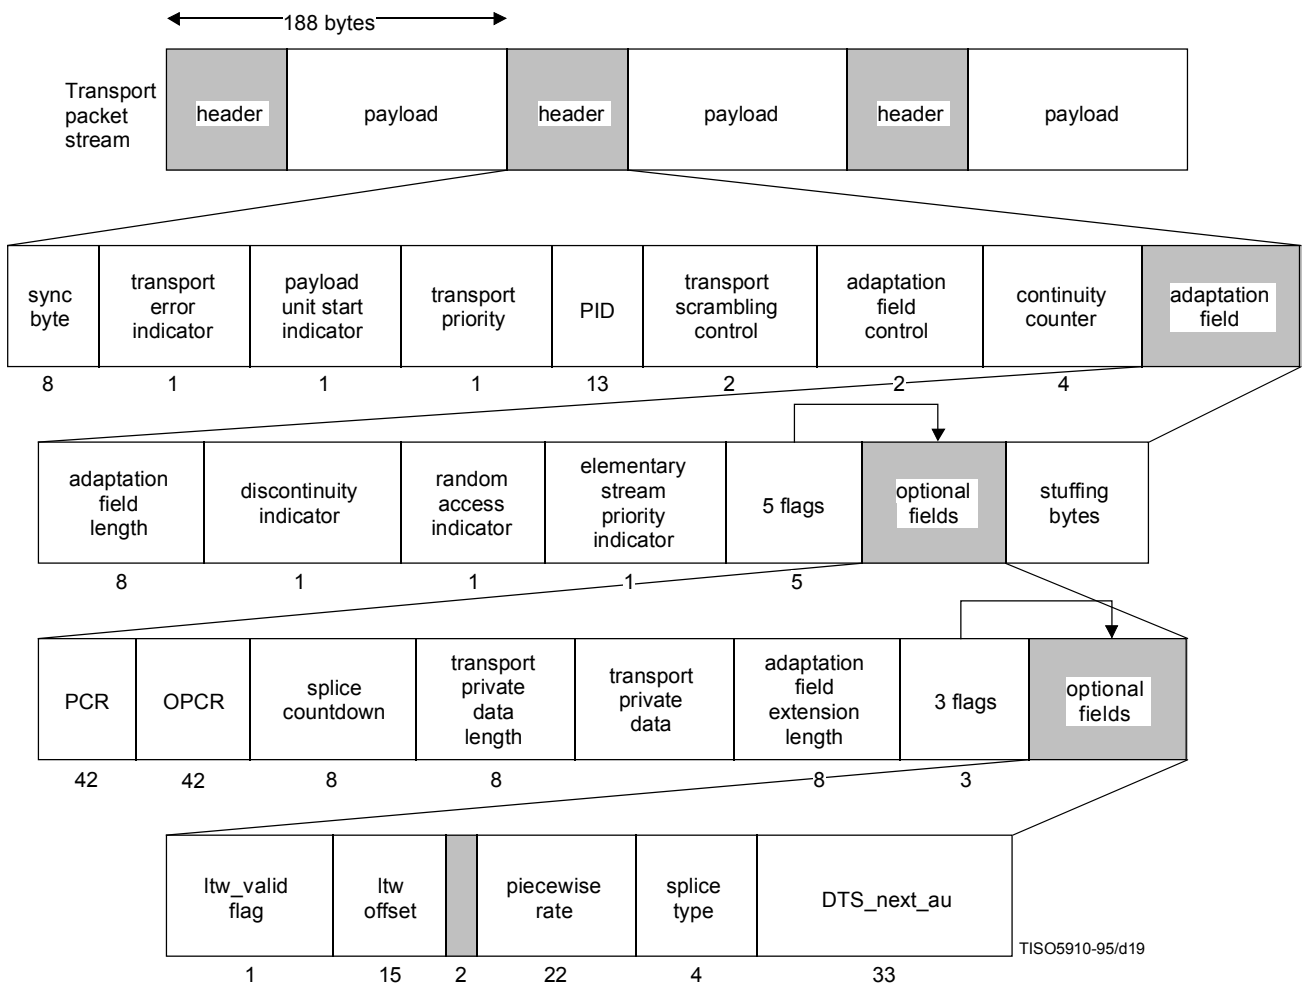 188 bytes
Transport
packet
stream
header
payload
header
payload
header
payload
sync
byte
transport
error
indicator
payload
unit start
indicator
transport
priority
PID
transport
scrambling
control
adaptation
field
control
continuity
counter
adaptation
field
8
1
1
1
13
2
2
4
adaptation
field
length
discontinuity
indicator
random
access
indicator
elementary
stream
priority
indicator
5 flags
optional
fields
stuffing
bytes
8
1
1
1
5
PCR
OPCR
splice
countdown
transport
private
data
length
transport
private
data
adaptation
field
extension
length
3 flags
optional
fields
42
42
8
8
8
3
ltw_valid
flag
ltw
offset
piecewise
rate
splice
type
DTS_next_au
TISO5910-95/d19
1
15
2
22
4
33